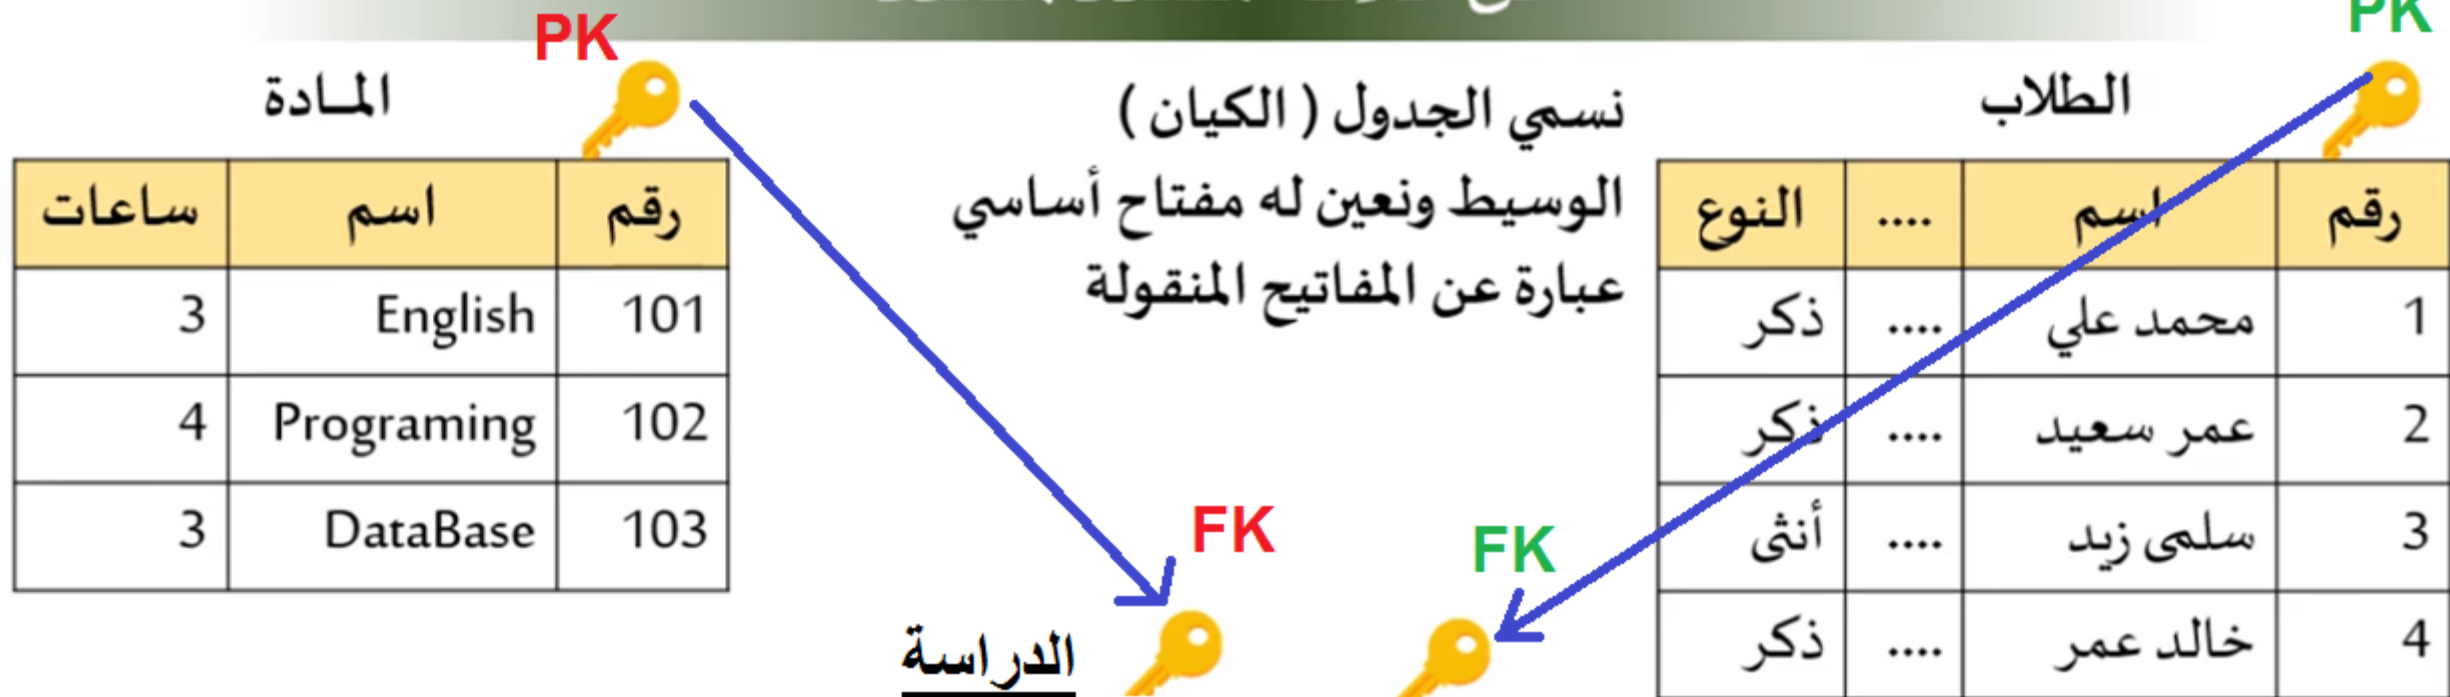 PK
PK
الطلاب
رقم اسم .... النوع
1 محمد علي .... ذكر
2 عمر سعيد .... ذكر
3 سلمى زيد .... أنثى
4 خالد عمر .... ذكر
نسمي الجدول ( الكيان )
الوسيط ونعين له مفتاح أساسي
عبارة عن المفاتيح المنقولة
المادة
رقم اسم ساعات
101 English 3
102 Programing 4
103 DataBase 3
FK
FK
الدراسة